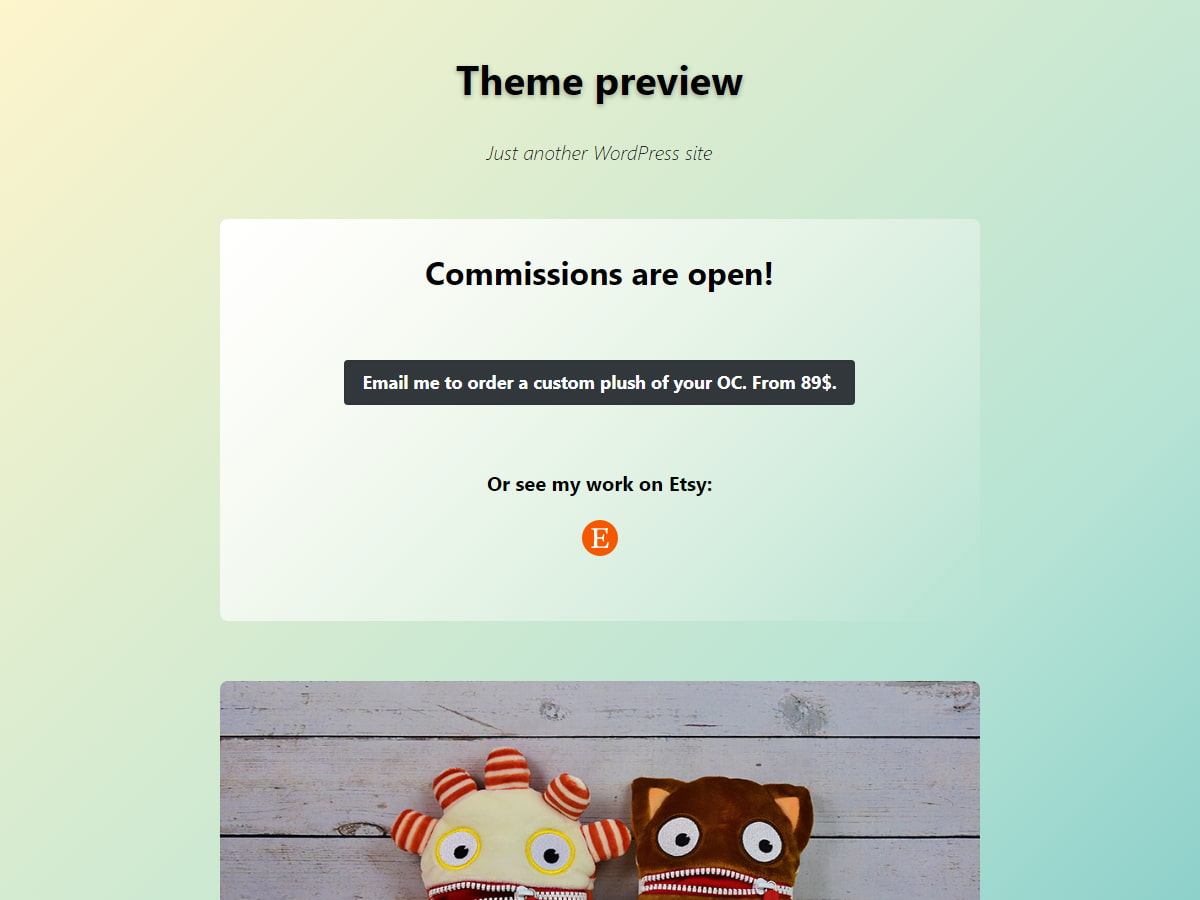 Theme preview
Just another WordPress site
Commissions are open!
Email me to order a custom plush of your OC. From 89$.
Or see my work on Etsy:
E